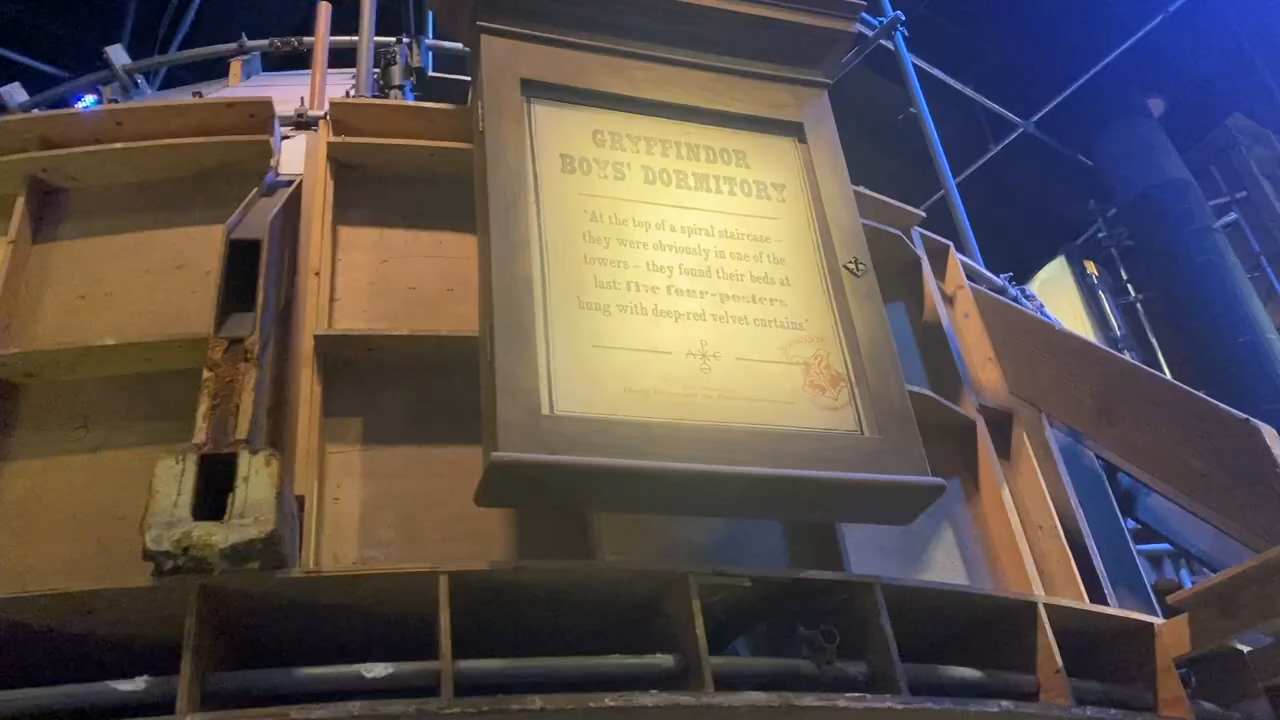 GRYFFINDOR
BOYS' DORMITORY
'At the top of a spiral staircase –
they were obviously in one of the
towers – they found their beds at
last: five four-posters
hung with deep-red velvet curtains.'